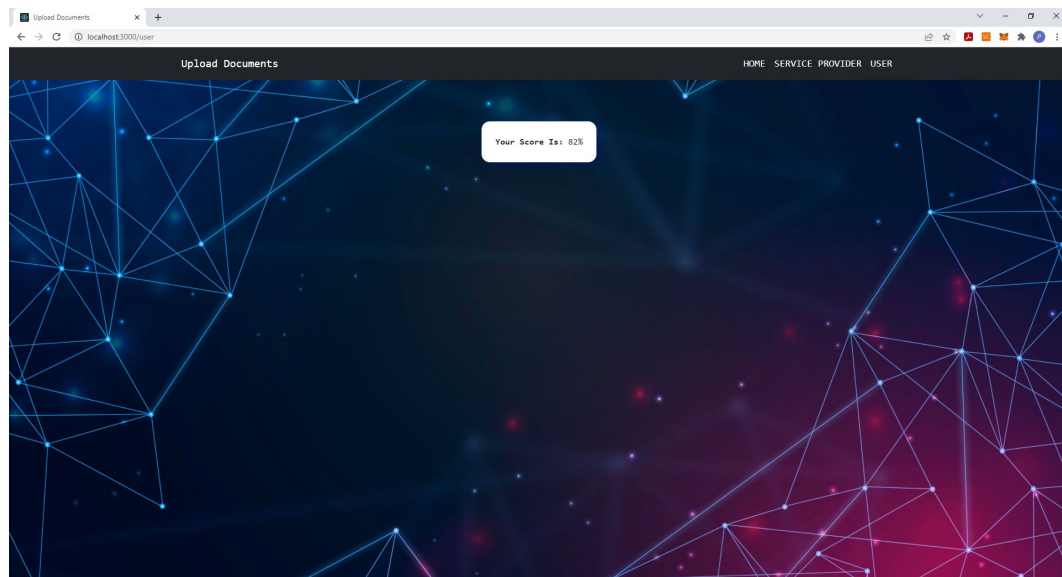 Upload Documents
localhost:3000/user
Upload Documents
HOME SERVICE PROVIDER USER
Your Score Is: 82%